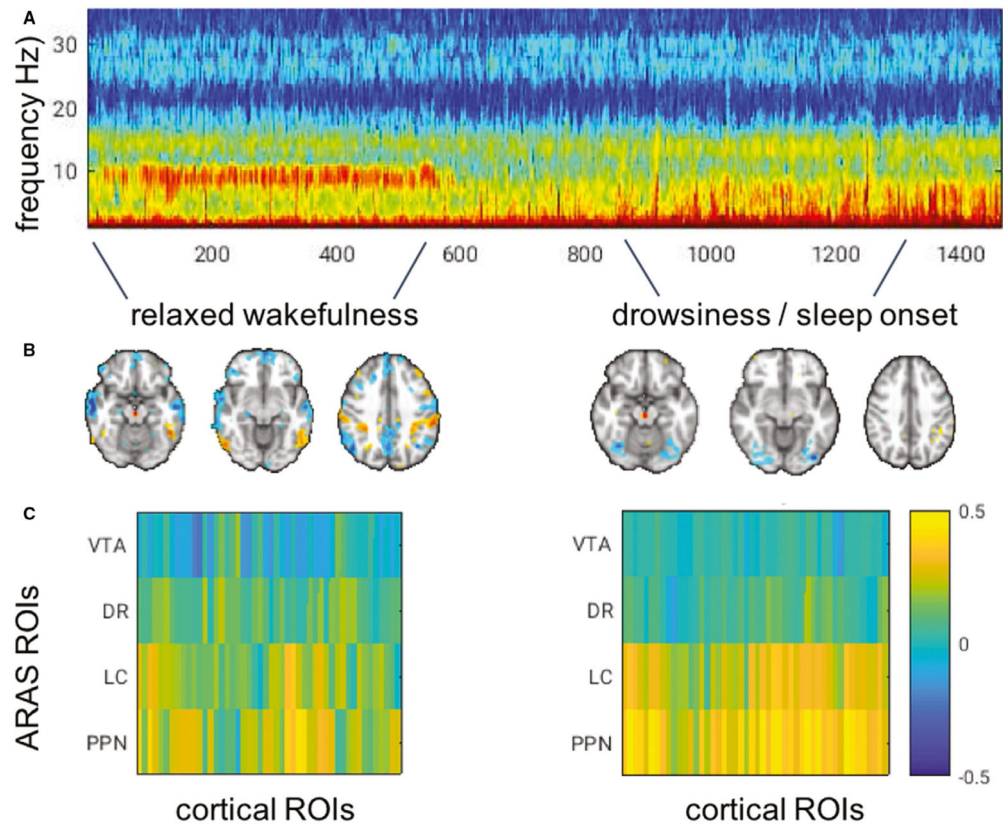 A
frequency Hz)
30
20
10
200 400 600 800 1000 1200 1400
relaxed wakefulness drowsiness / sleep onset
B
C
ARAS ROIs
VTA
DR
LC
PPN
cortical ROIs
VTA
DR
LC
PPN
cortical ROIs
0.5
0
-0.5